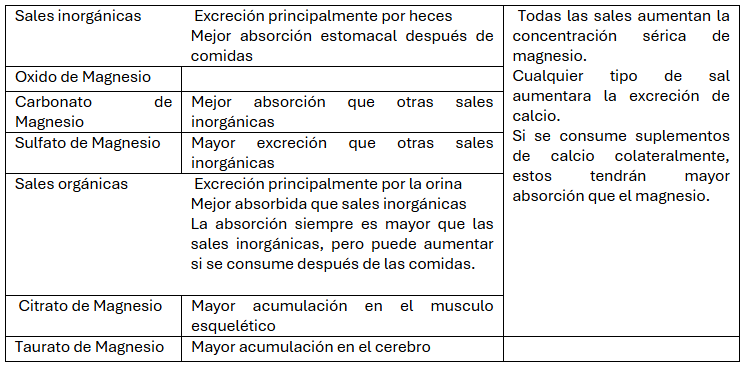 Sales inorgánicas
Excreción principalmente por heces
Mejor absorción estomacal después de
comidas
Todas las sales aumentan la
concentración sérica de
magnesio.
Cualquier tipo de sal
aumentara la excreción de
calcio.
Si se consume suplementos
de calcio colateralmente,
estos tendrán mayor
absorción que el magnesio.
Oxido de Magnesio
Carbonato de
Magnesio
Mejor absorción que otras sales
inorgánicas
Sulfato de Magnesio
Mayor excreción que otras sales
inorgánicas
Sales orgánicas
Excreción principalmente por la orina
Mejor absorbida que sales inorgánicas
La absorción siempre es mayor que las
sales inorgánicas, pero puede aumentar
si se consume después de las comidas.
Citrato de Magnesio
Mayor acumulación en el musculo
esquelético
Taurato de Magnesio
Mayor acumulación en el cerebro